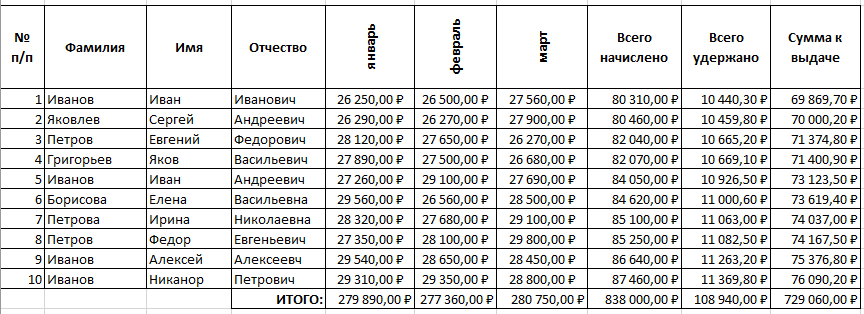 № п/п Фамилия Имя Отчество январь февраль март Всего начислено Всего удержано Сумма к выдаче
1 Иванов Иван Иванович 26 250,00 ₽ 26 500,00 ₽ 27 560,00 ₽ 80 310,00 ₽ 10 440,30 ₽ 69 869,70 ₽
2 Яковлев Сергей Андреевич 26 290,00 ₽ 26 270,00 ₽ 27 900,00 ₽ 80 460,00 ₽ 10 459,80 ₽ 70 000,20 ₽
3 Петров Евгений Федорович 28 120,00 ₽ 27 650,00 ₽ 26 270,00 ₽ 82 040,00 ₽ 10 665,20 ₽ 71 374,80 ₽
4 Григорьев Яков Васильевич 27 890,00 ₽ 27 500,00 ₽ 26 680,00 ₽ 82 070,00 ₽ 10 669,10 ₽ 71 400,90 ₽
5 Иванов Иван Андреевич 27 260,00 ₽ 29 100,00 ₽ 27 690,00 ₽ 84 050,00 ₽ 10 926,50 ₽ 73 123,50 ₽
6 Борисова Елена Васильевна 29 560,00 ₽ 26 560,00 ₽ 28 500,00 ₽ 84 620,00 ₽ 11 000,60 ₽ 73 619,40 ₽
7 Петрова Ирина Николаевна 28 320,00 ₽ 27 680,00 ₽ 29 100,00 ₽ 85 100,00 ₽ 11 063,00 ₽ 74 037,00 ₽
8 Петров Федор Евгеньевич 27 350,00 ₽ 28 100,00 ₽ 29 800,00 ₽ 85 250,00 ₽ 11 082,50 ₽ 74 167,50 ₽
9 Иванов Алексей Алексеевч 29 540,00 ₽ 28 650,00 ₽ 28 450,00 ₽ 86 640,00 ₽ 11 263,20 ₽ 75 376,80 ₽
10 Иванов Никанор Петрович 29 310,00 ₽ 29 350,00 ₽ 28 800,00 ₽ 87 460,00 ₽ 11 369,80 ₽ 76 090,20 ₽
ИТОГО: 279 890,00 ₽ 277 360,00 ₽ 280 750,00 ₽ 838 000,00 ₽ 108 940,00 ₽ 729 060,00 ₽